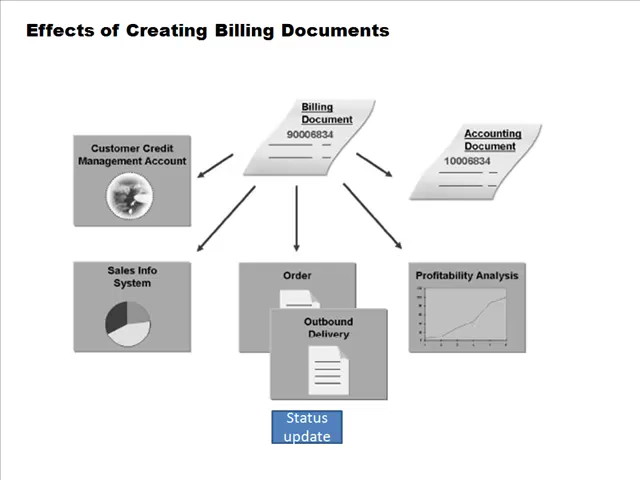 Effects of Creating Billing Documents
Billing
Document
90006834
Accounting
Document
10006834
Customer Credit
Management Account
Sales Info
System
Order
Outbound
Delivery
Profitability Analysis
Status
update